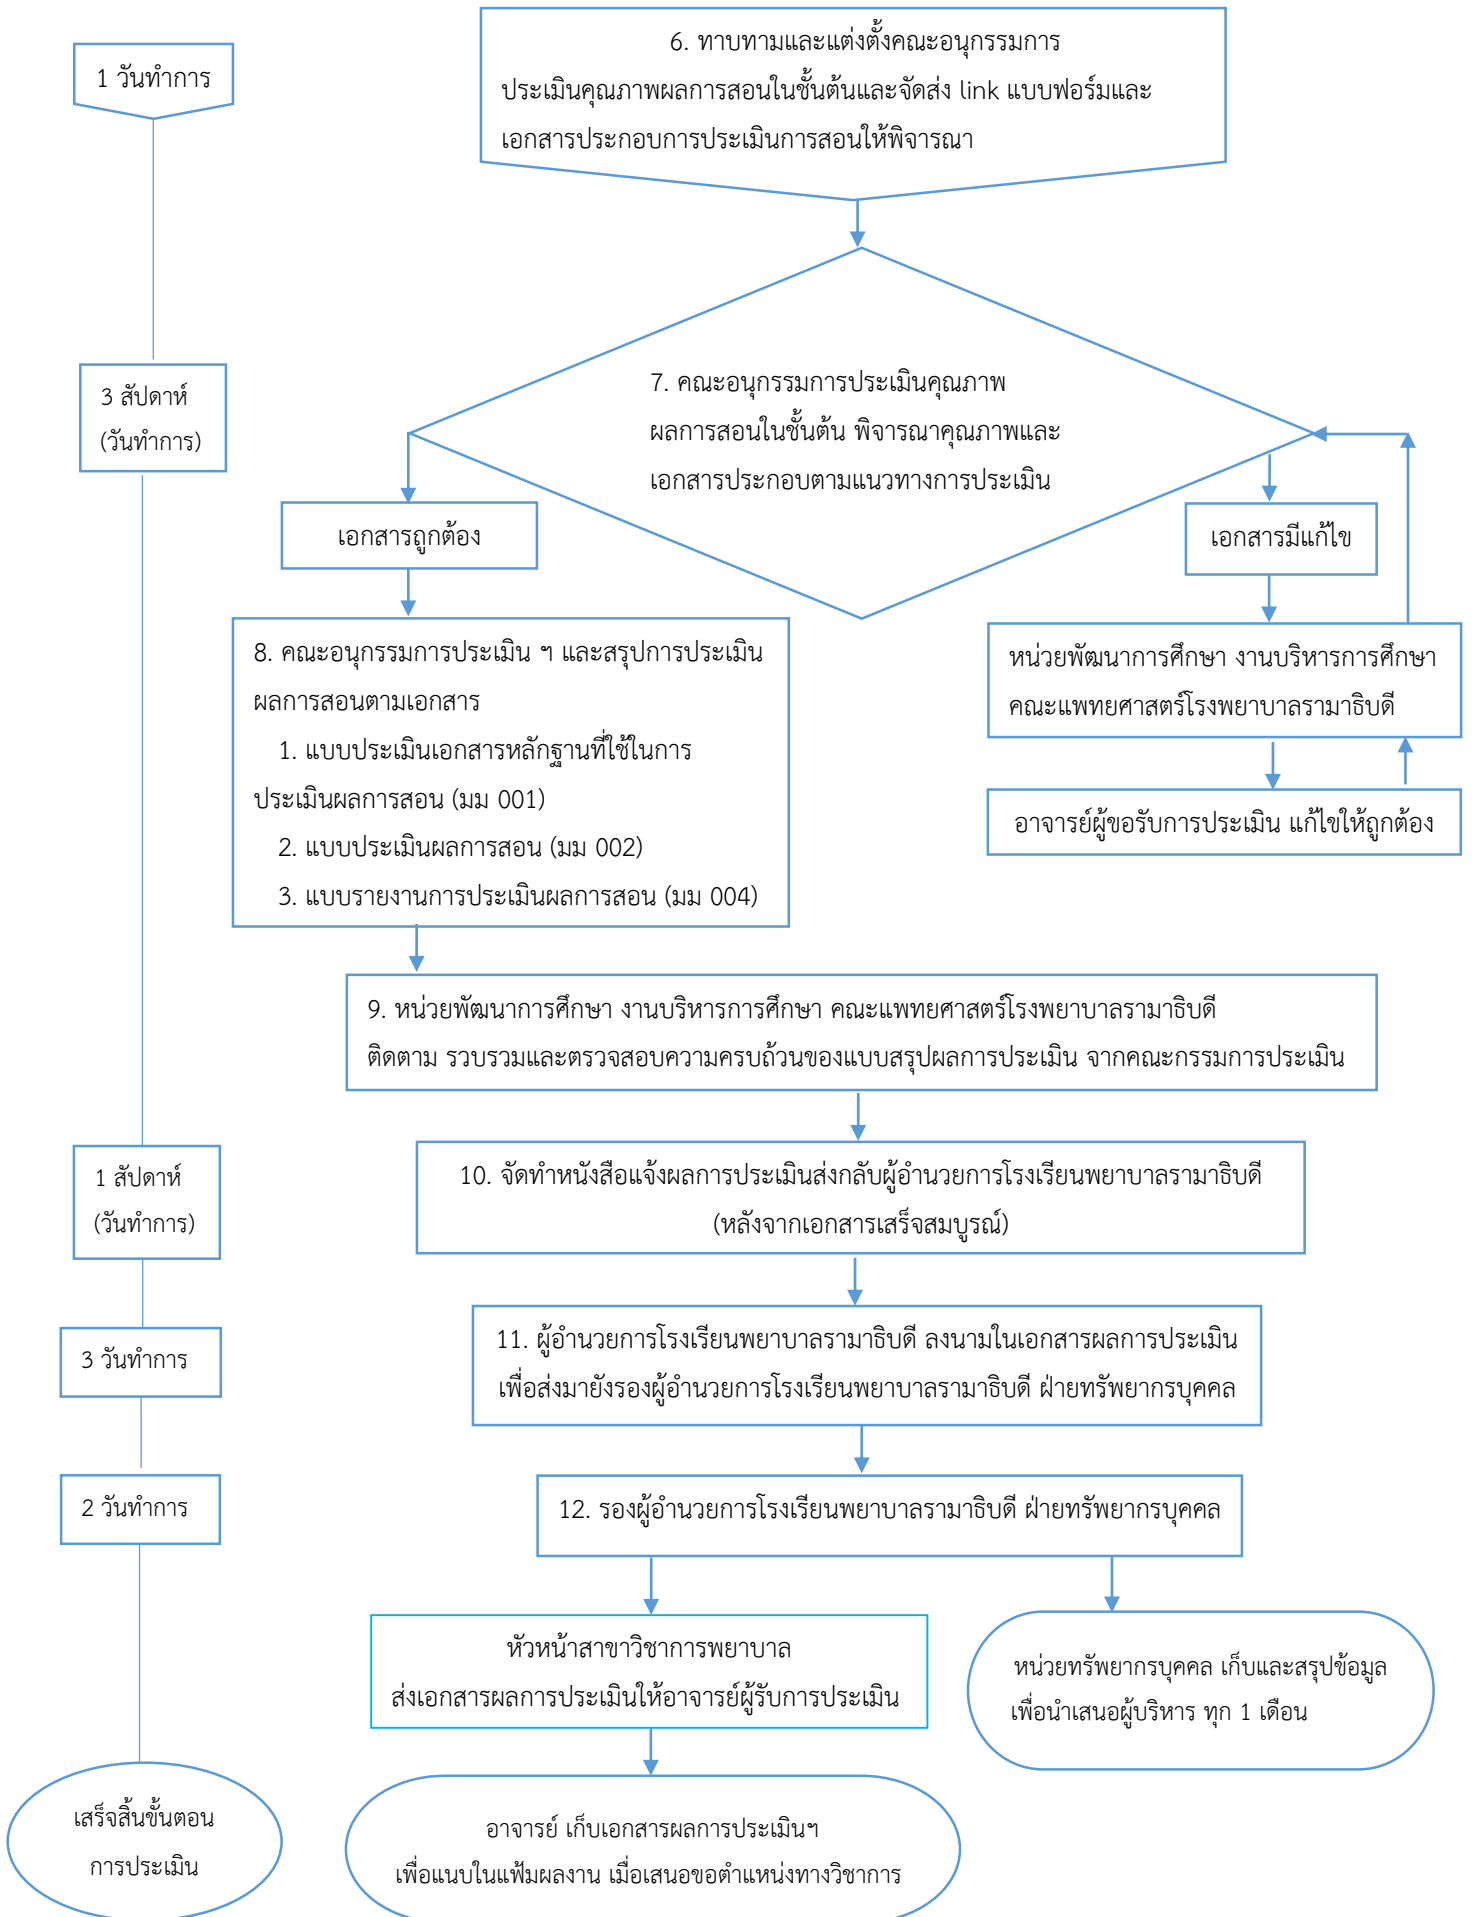 1 วันทำการ
6. ทาบทามและแต่งตั้งคณะอนุกรรมการ
ประเมินคุณภาพผลการสอนในชั้นต้นและจัดส่ง link แบบฟอร์มและ
เอกสารประกอบการประเมินการสอนให้พิจารณา
3 สัปดาห์
(วันทำการ)
7. คณะอนุกรรมการประเมินคุณภาพ
ผลการสอนในชั้นต้น พิจารณาคุณภาพและ
เอกสารประกอบตามแนวทางการประเมิน
เอกสารถูกต้อง
เอกสารมีแก้ไข
8. คณะอนุกรรมการประเมิน ฯ และสรุปการประเมิน
ผลการสอนตามเอกสาร
1. แบบประเมินเอกสารหลักฐานที่ใช้ในการ
ประเมินผลการสอน (มม 001)
2. แบบประเมินผลการสอน (มม 002)
3. แบบรายงานการประเมินผลการสอน (มม 004)
หน่วยพัฒนาการศึกษา งานบริหารการศึกษา
คณะแพทยศาสตร์โรงพยาบาลรามาธิบดี
อาจารย์ผู้ขอรับการประเมิน แก้ไขให้ถูกต้อง
9. หน่วยพัฒนาการศึกษา งานบริหารการศึกษา คณะแพทยศาสตร์โรงพยาบาลรามาธิบดี
ติดตาม รวบรวมและตรวจสอบความครบถ้วนของแบบสรุปผลการประเมิน จากคณะกรรมการประเมิน
1 สัปดาห์
(วันทำการ)
10. จัดทำหนังสือแจ้งผลการประเมินส่งกลับผู้อำนวยการโรงเรียนพยาบาลรามาธิบดี
(หลังจากเอกสารเสร็จสมบูรณ์)
3 วันทำการ
11. ผู้อำนวยการโรงเรียนพยาบาลรามาธิบดี ลงนามในเอกสารผลการประเมิน
เพื่อส่งมายังรองผู้อำนวยการโรงเรียนพยาบาลรามาธิบดี ฝ่ายทรัพยากรบุคคล
2 วันทำการ
12. รองผู้อำนวยการโรงเรียนพยาบาลรามาธิบดี ฝ่ายทรัพยากรบุคคล
หัวหน้าสาขาวิชาการพยาบาล
ส่งเอกสารผลการประเมินให้อาจารย์ผู้รับการประเมิน
หน่วยทรัพยากรบุคคล เก็บและสรุปข้อมูล
เพื่อนำเสนอผู้บริหาร ทุก 1 เดือน
เสร็จสิ้นขั้นตอน
การประเมิน
อาจารย์ เก็บเอกสารผลการประเมินฯ
เพื่อแนบในแฟ้มผลงาน เมื่อเสนอขอตำแหน่งทางวิชาการ